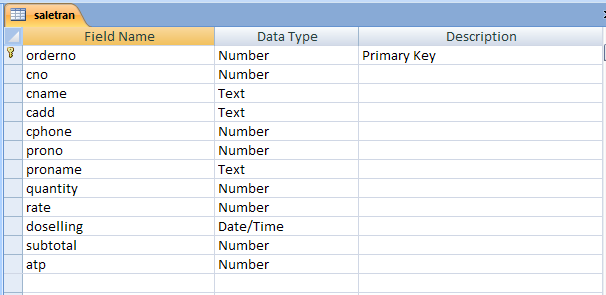 saletran
Field Name Data Type Description
orderno Number Primary Key
cno Number
cname Text
cadd Text
cphone Number
prono Number
proname Text
quantity Number
rate Number
doselling Date/Time
subtotal Number
atp Number